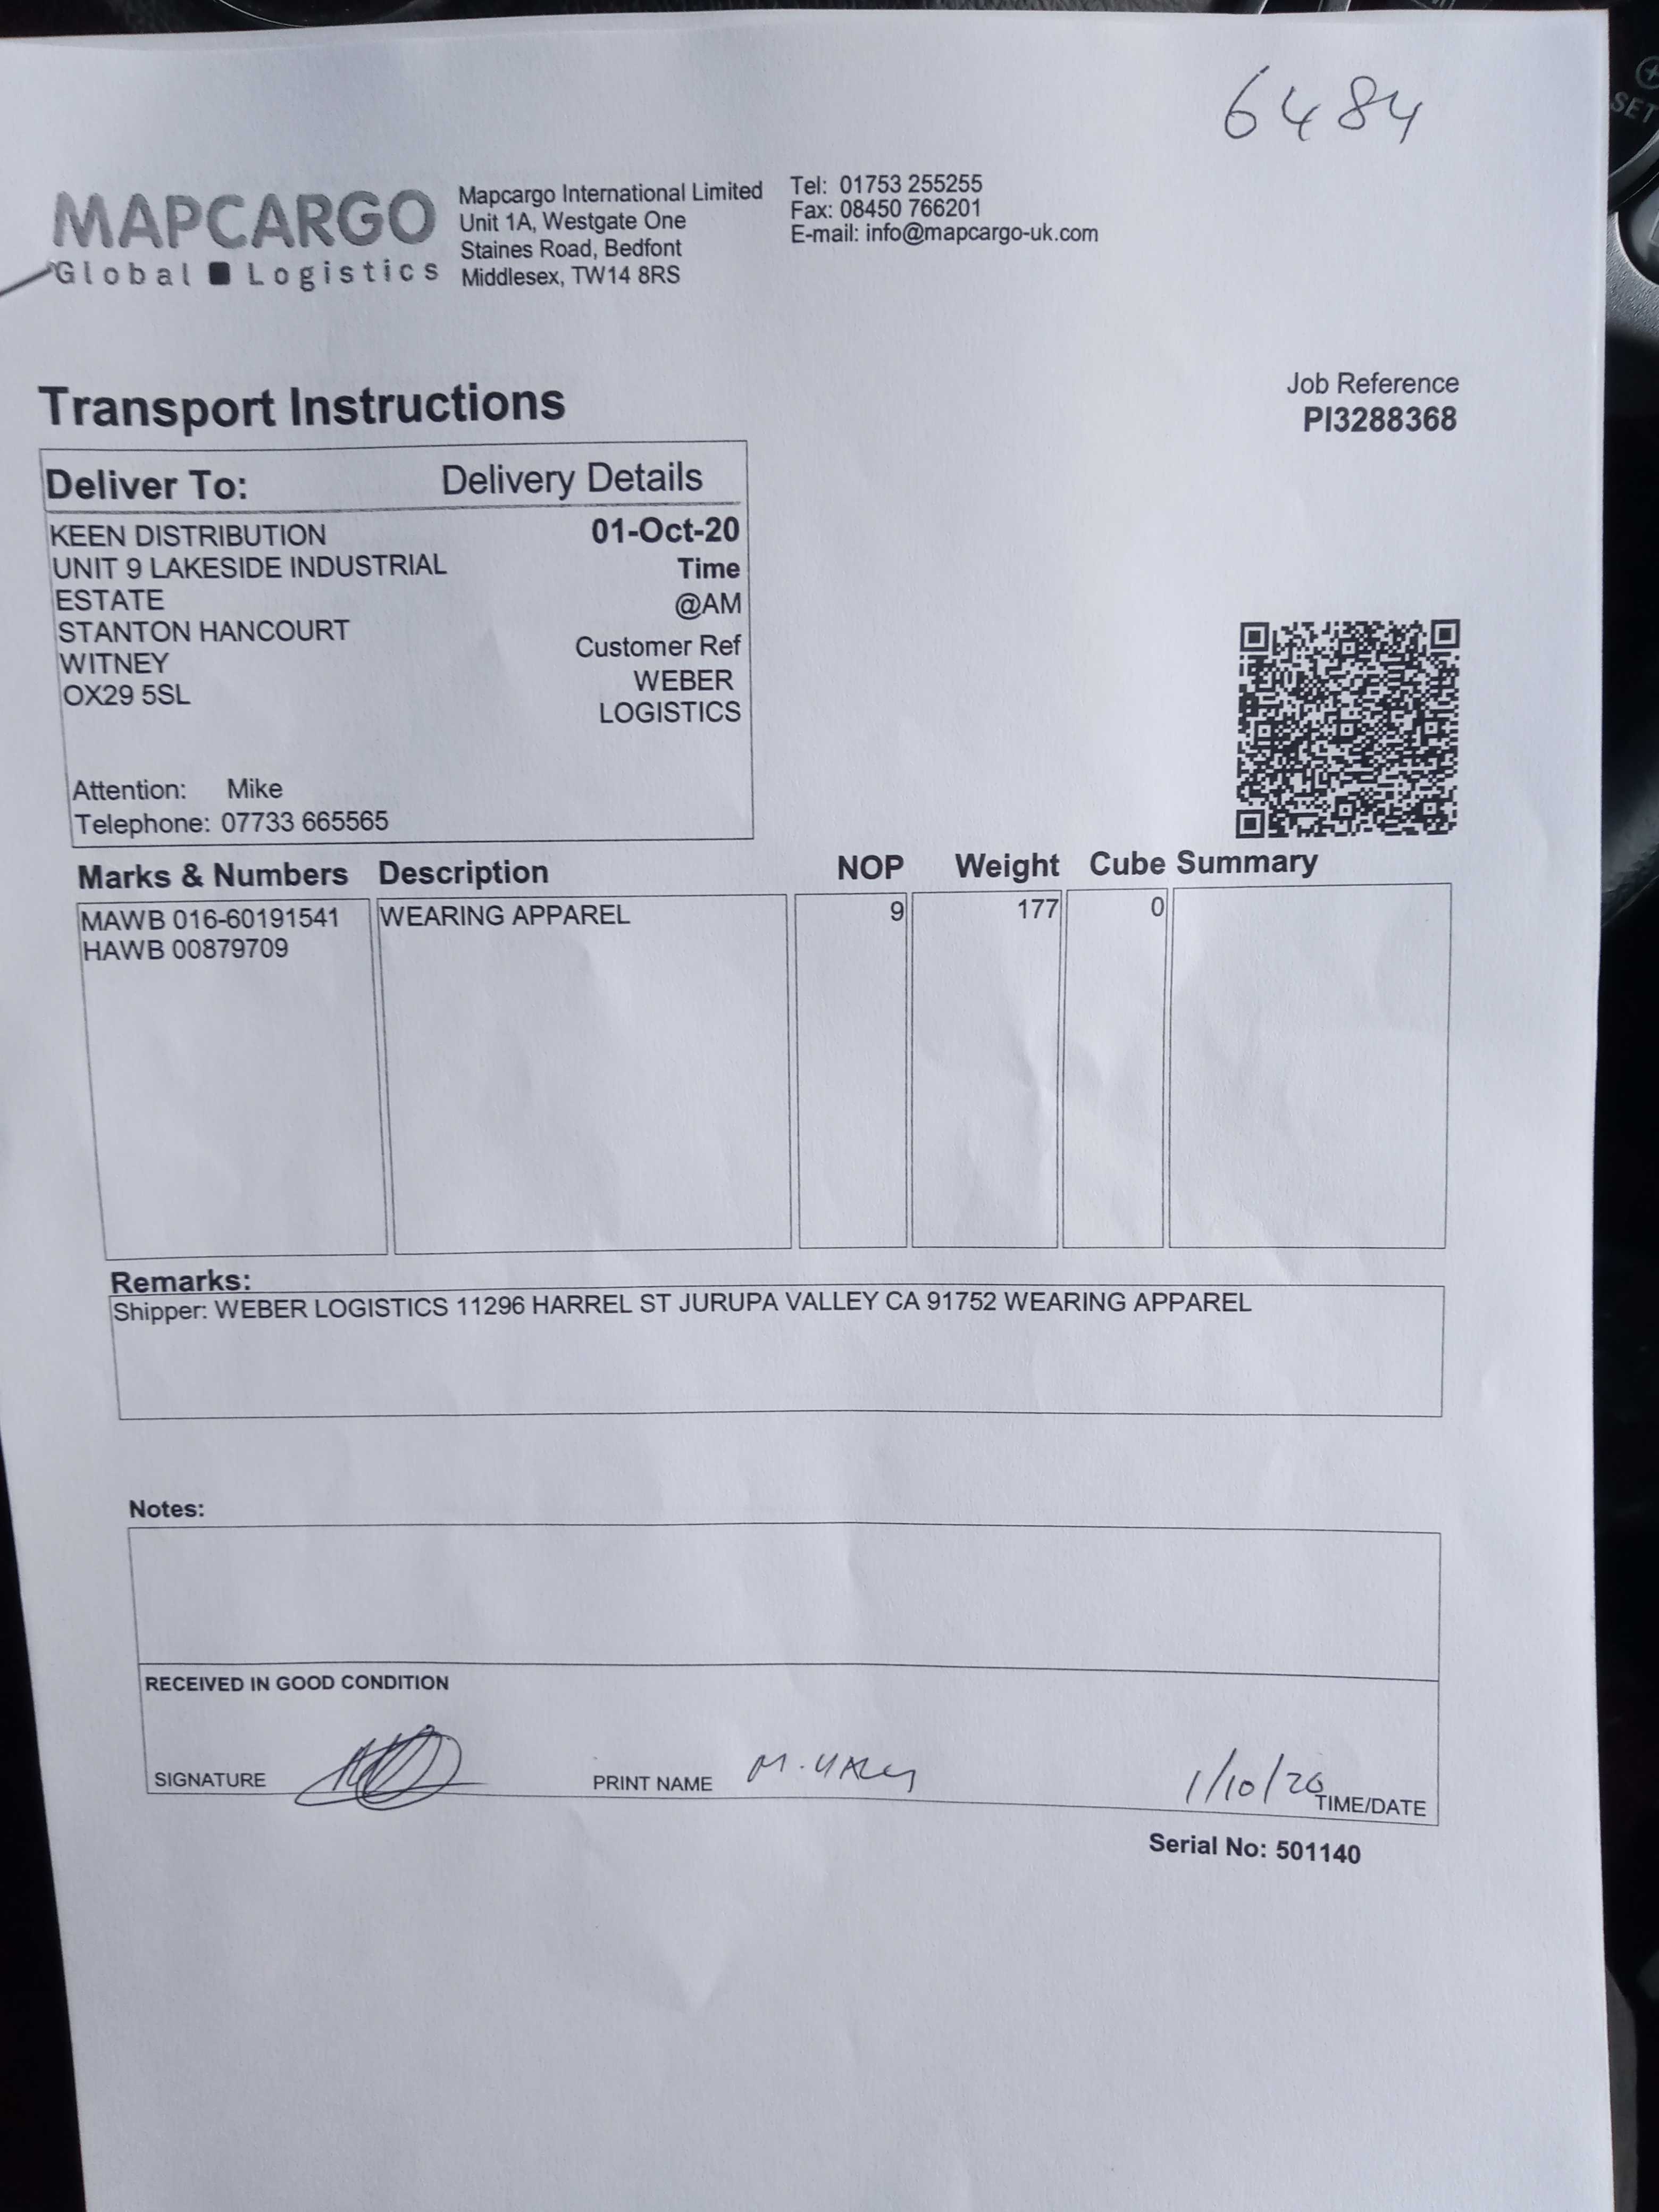 6484
MAPCARGO
Global Logistics
Mapcargo International Limited
Unit 1A, Westgate One
Staines Road, Bedfont
Middlesex, TW14 8RS
Tel: 01753 255255
Fax: 08450 766201
E-mail: info@mapcargo-uk.com
Transport Instructions
Job Reference
PI3288368
Deliver To:
KEEN DISTRIBUTION
UNIT 9 LAKESIDE INDUSTRIAL
ESTATE
STANTON HANCOURT
WITNEY
OX29 5SL
Delivery Details
01-Oct-20
Time
@AM
Customer Ref
WEBER
LOGISTICS
Attention: Mike
Telephone: 07733 665565
Marks & Numbers Description NOP Weight Cube Summary
MAWB 016-60191541 WEARING APPAREL 9 177 0
HAWB 00879709
Remarks:
Shipper: WEBER LOGISTICS 11296 HARREL ST JURUPA VALLEY CA 91752 WEARING APPAREL
Notes:
RECEIVED IN GOOD CONDITION
SIGNATURE PRINT NAME M. 1/10/20 TIME/DATE
Serial No: 501140
SET